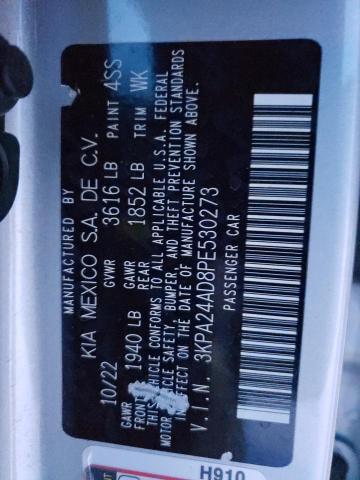 MANUFACTURED BY
KIA MEXICO S.A. DE C.V.
10/22 GVWR 3616 LB PAINT 4SS
GAWR FRONT 1940 LB GAWR REAR 1852 LB TRIM WK
THIS VEHICLE CONFORMS TO ALL APPLICABLE U.S.A. FEDERAL
MOTOR VEHICLE SAFETY, BUMPER, AND THEFT PREVENTION STANDARDS
IN EFFECT ON THE DATE OF MANUFACTURE SHOWN ABOVE.
V.I.N. 3KPA24AD8PE530273
PASSENGER CAR
H910